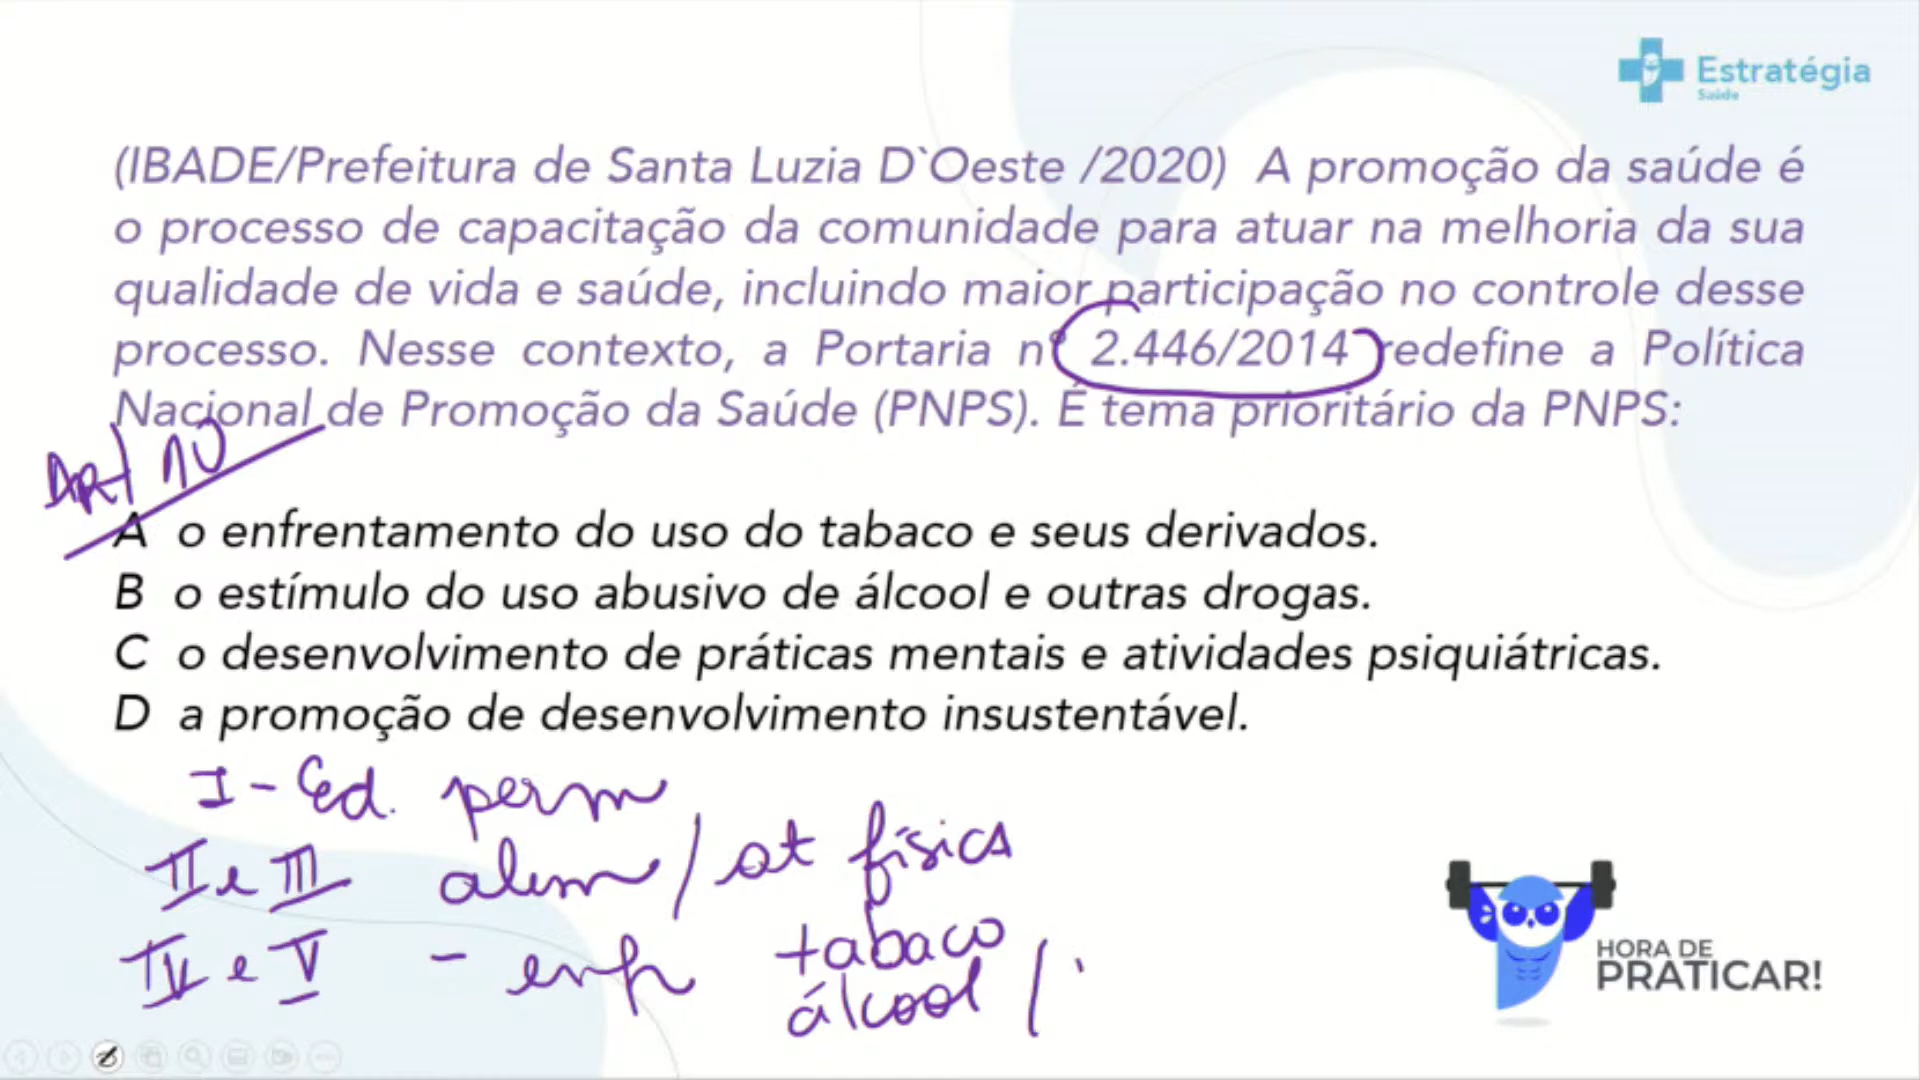 Estratégia
Saúde
(IBADE/Prefeitura de Santa Luzia D`Oeste /2020) A promoção da saúde é
o processo de capacitação da comunidade para atuar na melhoria da sua
qualidade de vida e saúde, incluindo maior participação no controle desse
processo. Nesse contexto, a Portaria nº 2.446/2014 redefine a Política
Nacional de Promoção da Saúde (PNPS). É tema prioritário da PNPS:
ART 10
A o enfrentamento do uso do tabaco e seus derivados.
B o estímulo do uso abusivo de álcool e outras drogas.
C o desenvolvimento de práticas mentais e atividades psiquiátricas.
D a promoção de desenvolvimento insustentável.
I - Ed. perm
II e III alim / at física
IV e V - enfr tabaco
álcool /
HORA DE
PRATICAR!